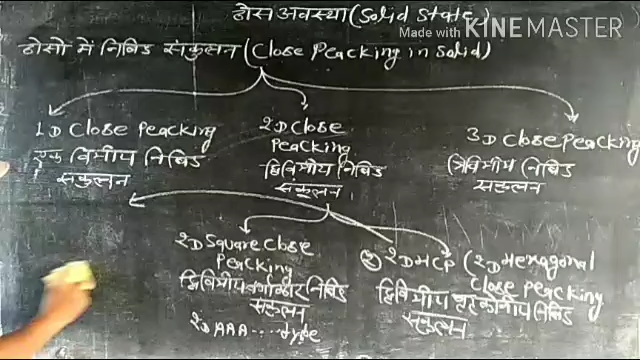 ठोस अवस्था (Solid State)
Made with KINEMASTER
ठोसो में निबिड संकुलन (Close Peacking in Solid)
1D Close Peacking
एक विमीय निबिड
संकुलन
2D Close
Peacking
द्विविमीय निबिड
संकूलन
3D Close Peacking
त्रिविमीय निबिड
संकुलन
2D Square Close
Peacking
द्विविमीय वर्गाकार निबिड
संकुलन
2D AAA.....type
② 2DHCP (2D Hexagonal
Close Peacking
द्विविमीय षट्कोणीय निबिड
संकूलन